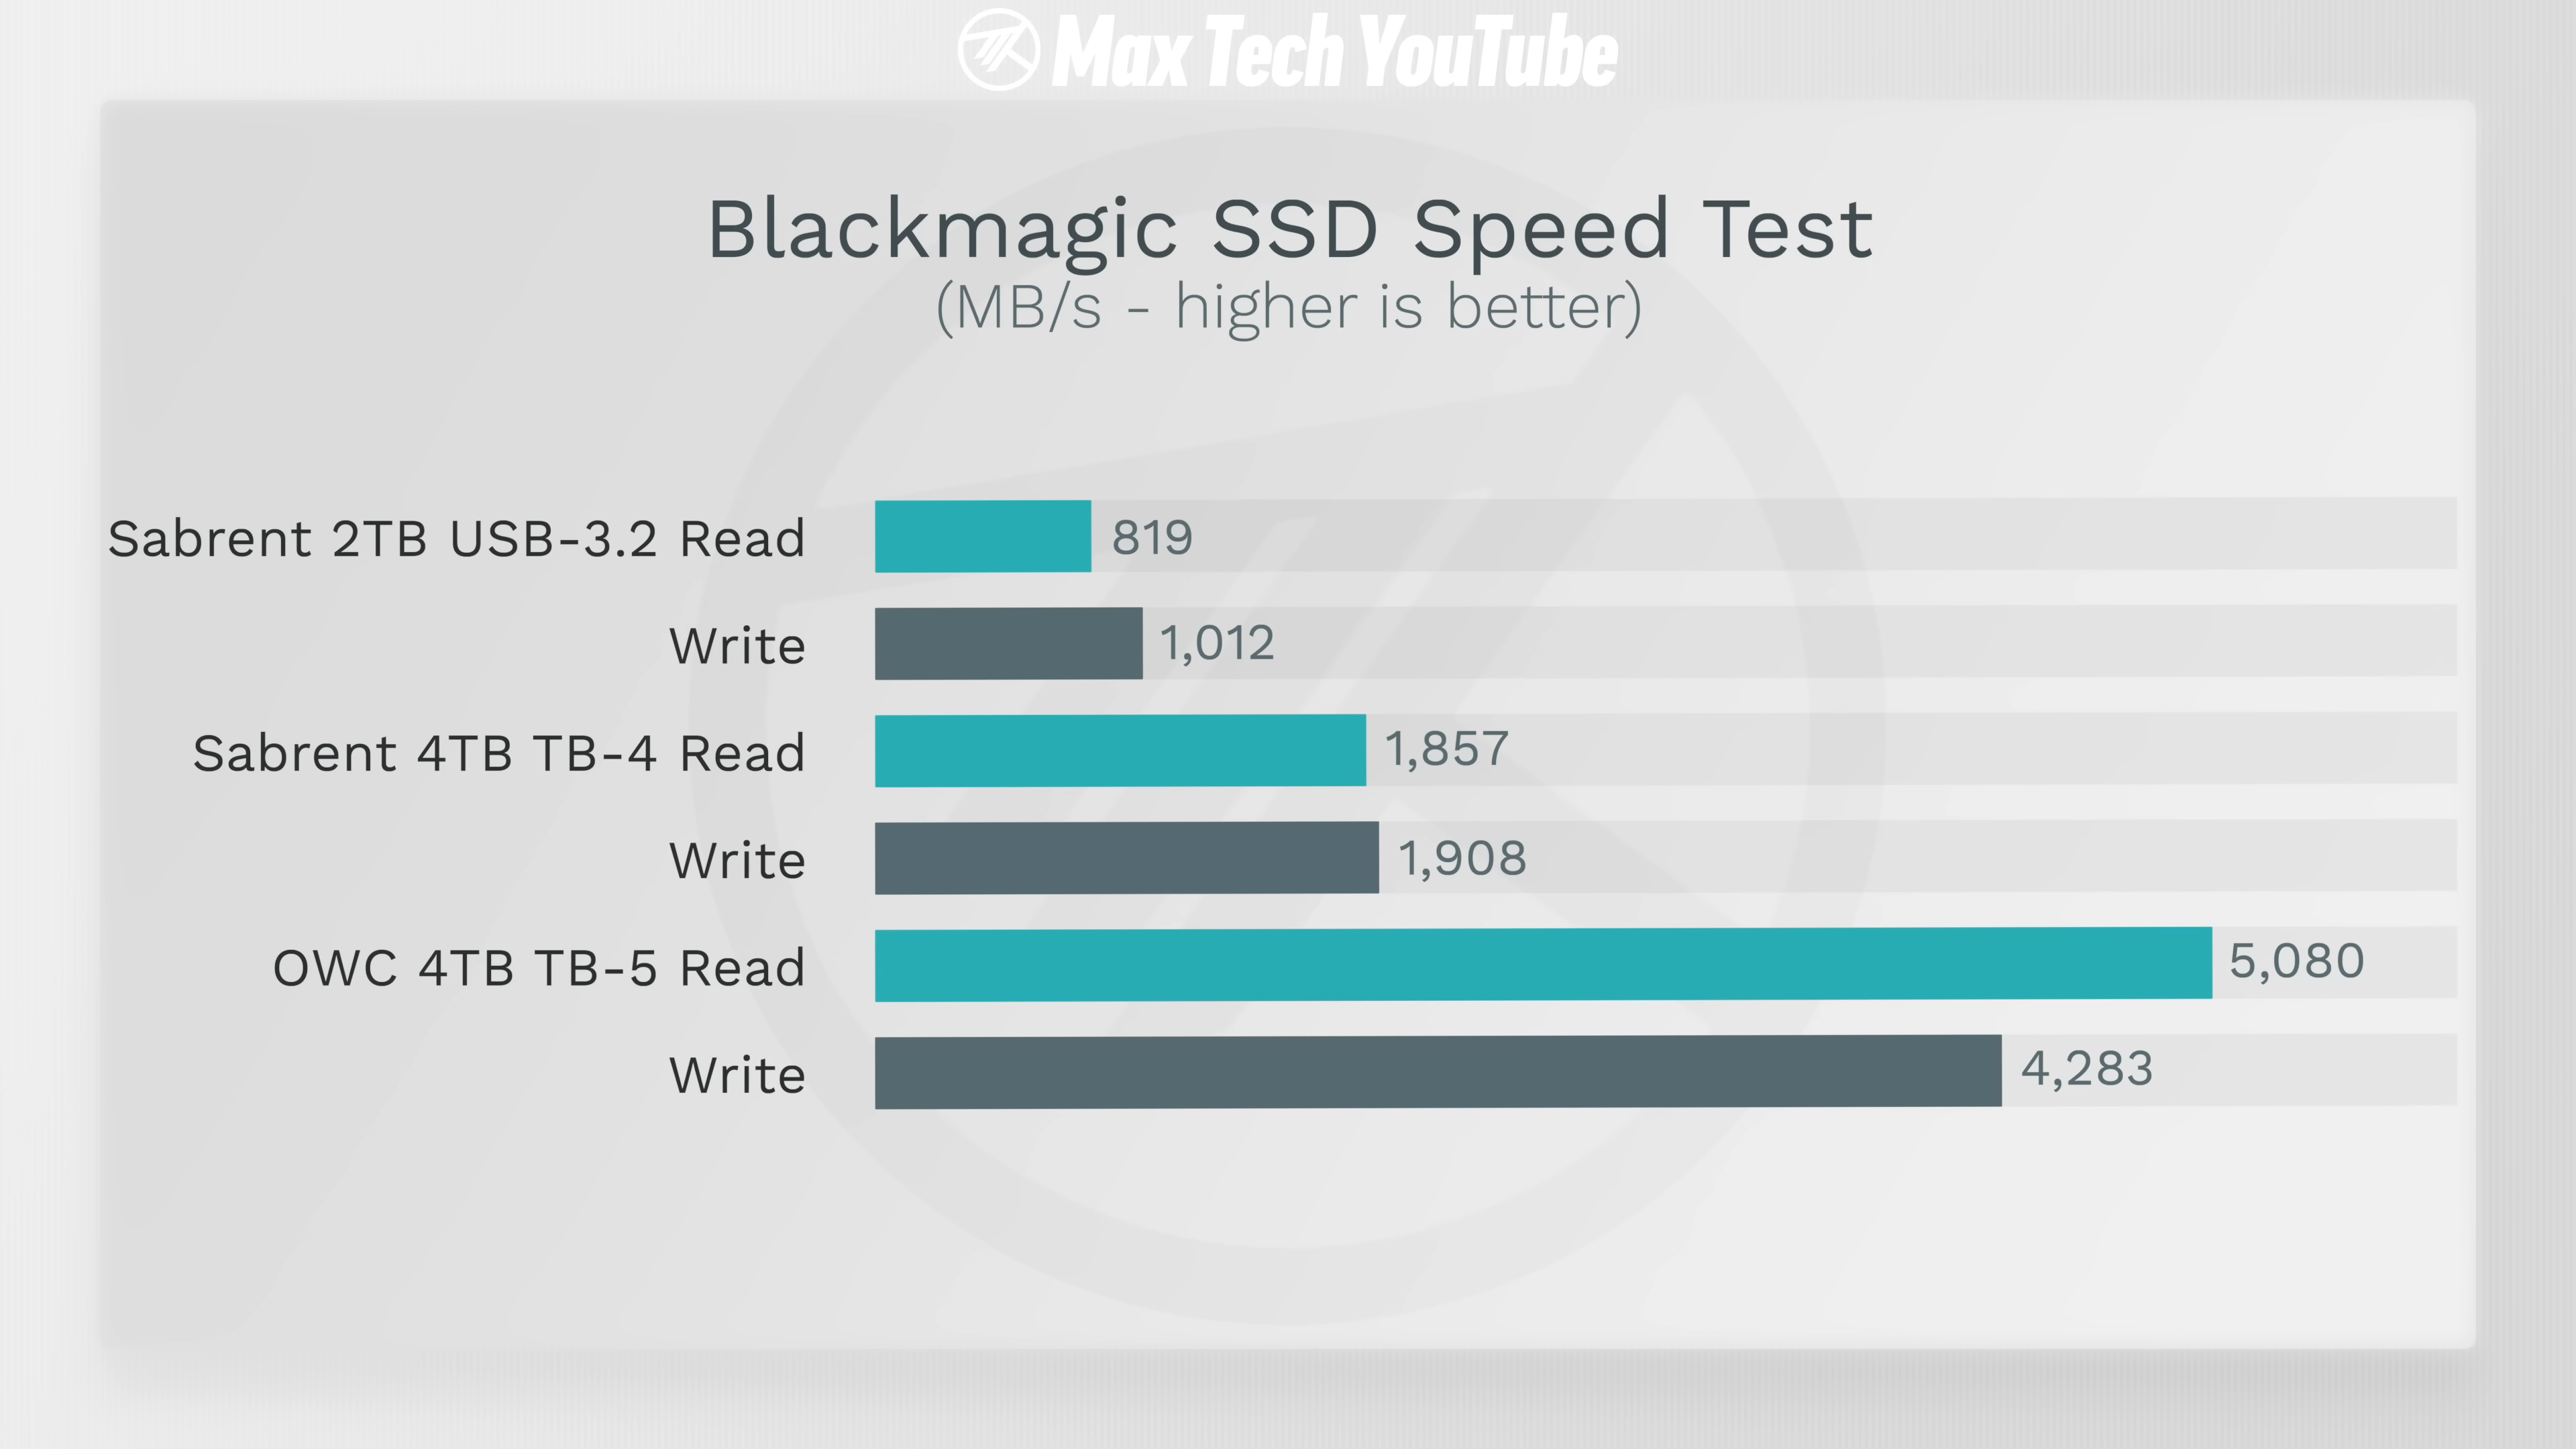 Max Tech YouTube
Blackmagic SSD Speed Test
(MB/s - higher is better)
Sabrent 2TB USB-3.2 Read 819
Write 1,012
Sabrent 4TB TB-4 Read 1,857
Write 1,908
OWC 4TB TB-5 Read 5,080
Write 4,283